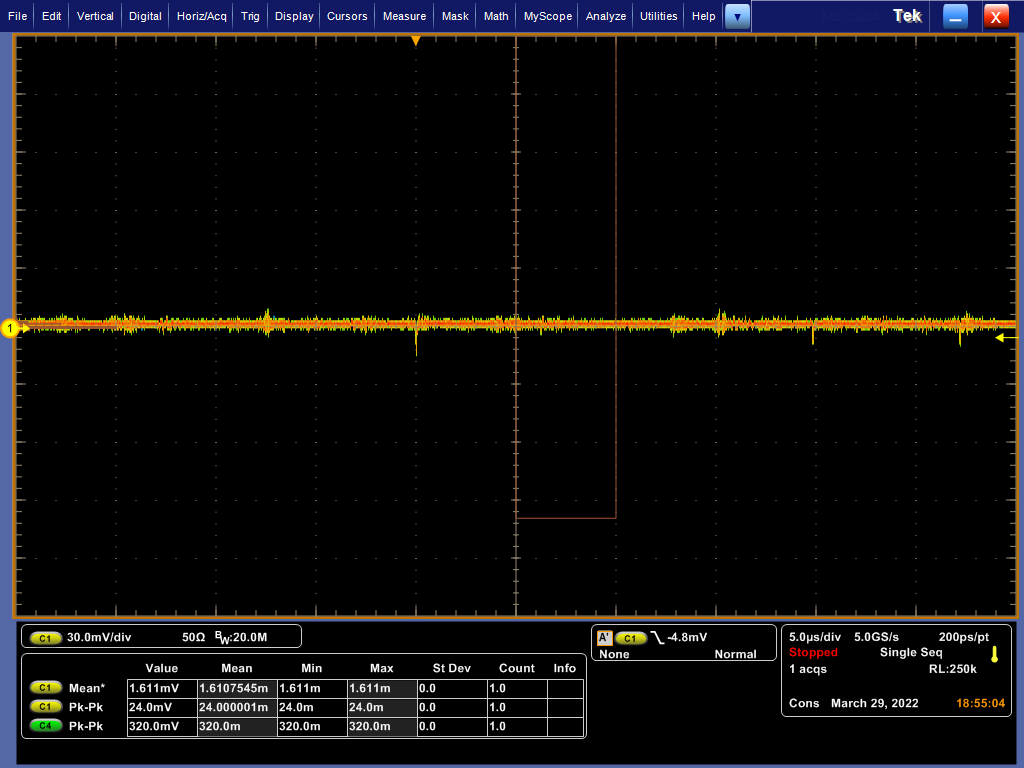 File Edit Vertical Digital Horiz/Acq Trig Display Cursors Measure Mask Math MyScope Analyze Utilities Help Tek X
1
C1 30.0mV/div 50Ω BW:20.0M
A' C1 -4.8mV
None Normal
5.0µs/div 5.0GS/s 200ps/pt
Stopped Single Seq
1 acqs RL:250k
Cons March 29, 2022 18:55:04
Value Mean Min Max St Dev Count Info
C1 Mean* 1.611mV 1.6107545m 1.611m 1.611m 0.0 1.0
C1 Pk-Pk 24.0mV 24.000001m 24.0m 24.0m 0.0 1.0
C4 Pk-Pk 320.0mV 320.0m 320.0m 320.0m 0.0 1.0